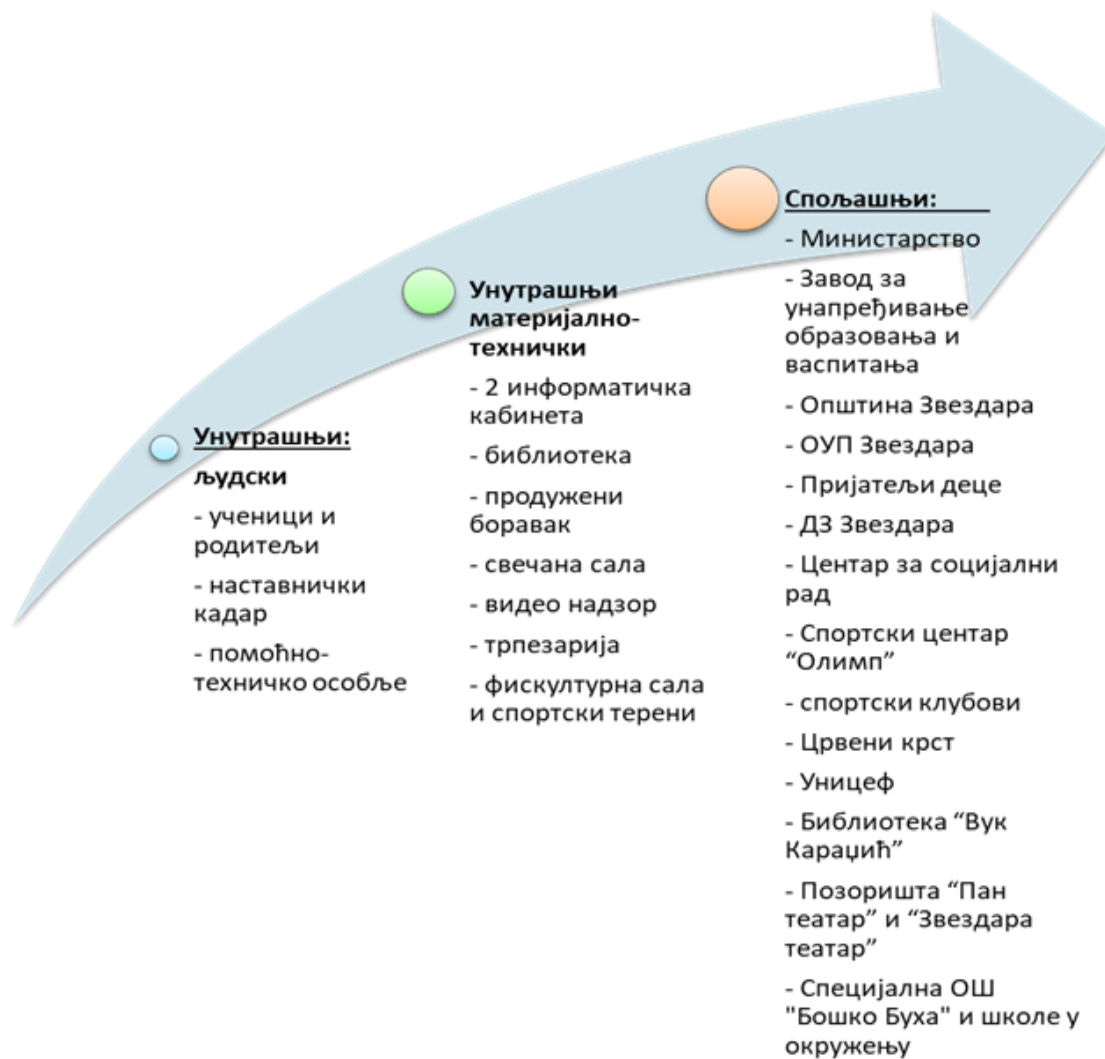 Унутрашњи:
људски
- ученици и
родитељи
- наставнички
кадар
- помоћно-
техничко особље
Унутрашњи
материјално-
технички
- 2 информатичка
кабинета
- библиотека
- продужени
боравак
- свечана сала
- видео надзор
- трпезарија
- фискултурна сала
и спортски терени
Спољашњи:
- Министарство
- Завод за
унапређивање
образовања и
васпитања
- Општина Звездара
- ОУП Звездара
- Пријатељи деце
- ДЗ Звездара
- Центар за социјални
рад
- Спортски центар
“Олимп”
- спортски клубови
- Црвени крст
- Уницеф
- Библиотека “Вук
Караџић”
- Позоришта “Пан
театар” и “Звездара
театар”
- Специјална ОШ
"Бошко Буха" и школе у
окружењу